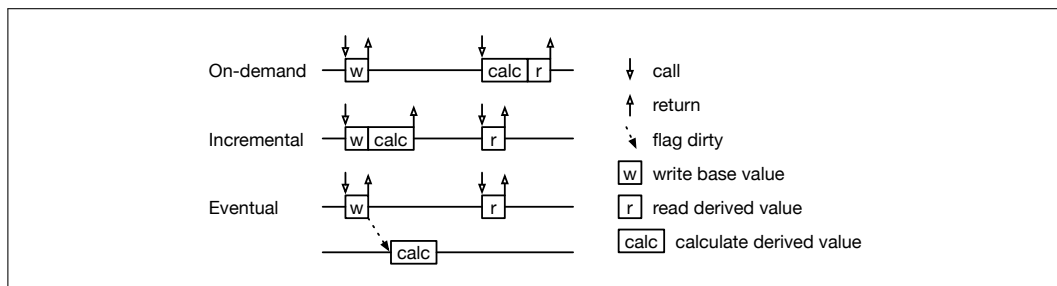 On-demand w calc r
Incremental w calc r
Eventual w r
calc
call
return
flag dirty
w write base value
r read derived value
calc calculate derived value